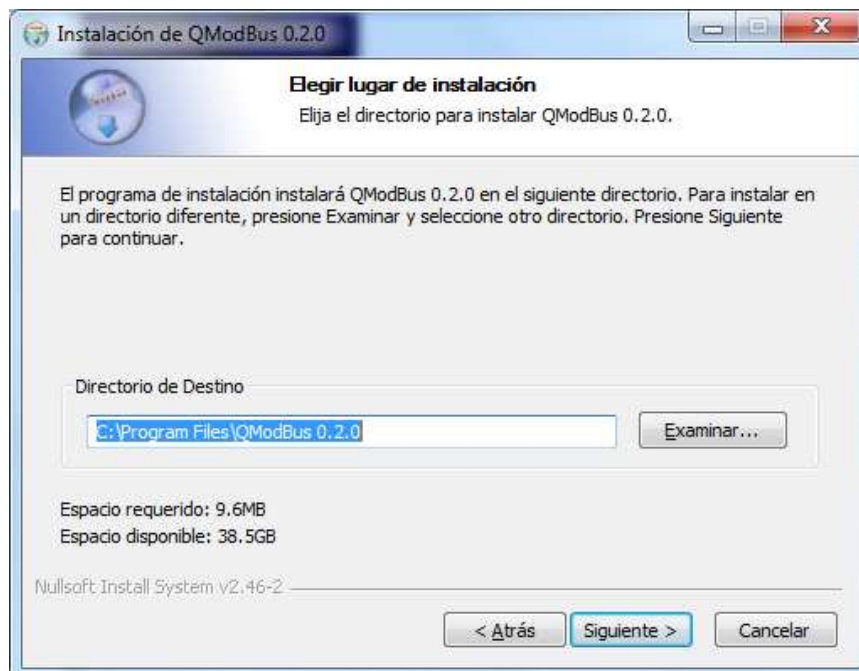 Instalación de QModBus 0.2.0
Elegir lugar de instalación
Elija el directorio para instalar QModBus 0.2.0.
El programa de instalación instalará QModBus 0.2.0 en el siguiente directorio. Para instalar en
un directorio diferente, presione Examinar y seleccione otro directorio. Presione Siguiente
para continuar.
Directorio de Destino
C:\Program Files\QModBus 0.2.0
Examinar...
Espacio requerido: 9.6MB
Espacio disponible: 38.5GB
Nullsoft Install System v2.46-2
< Atrás
Siguiente >
Cancelar